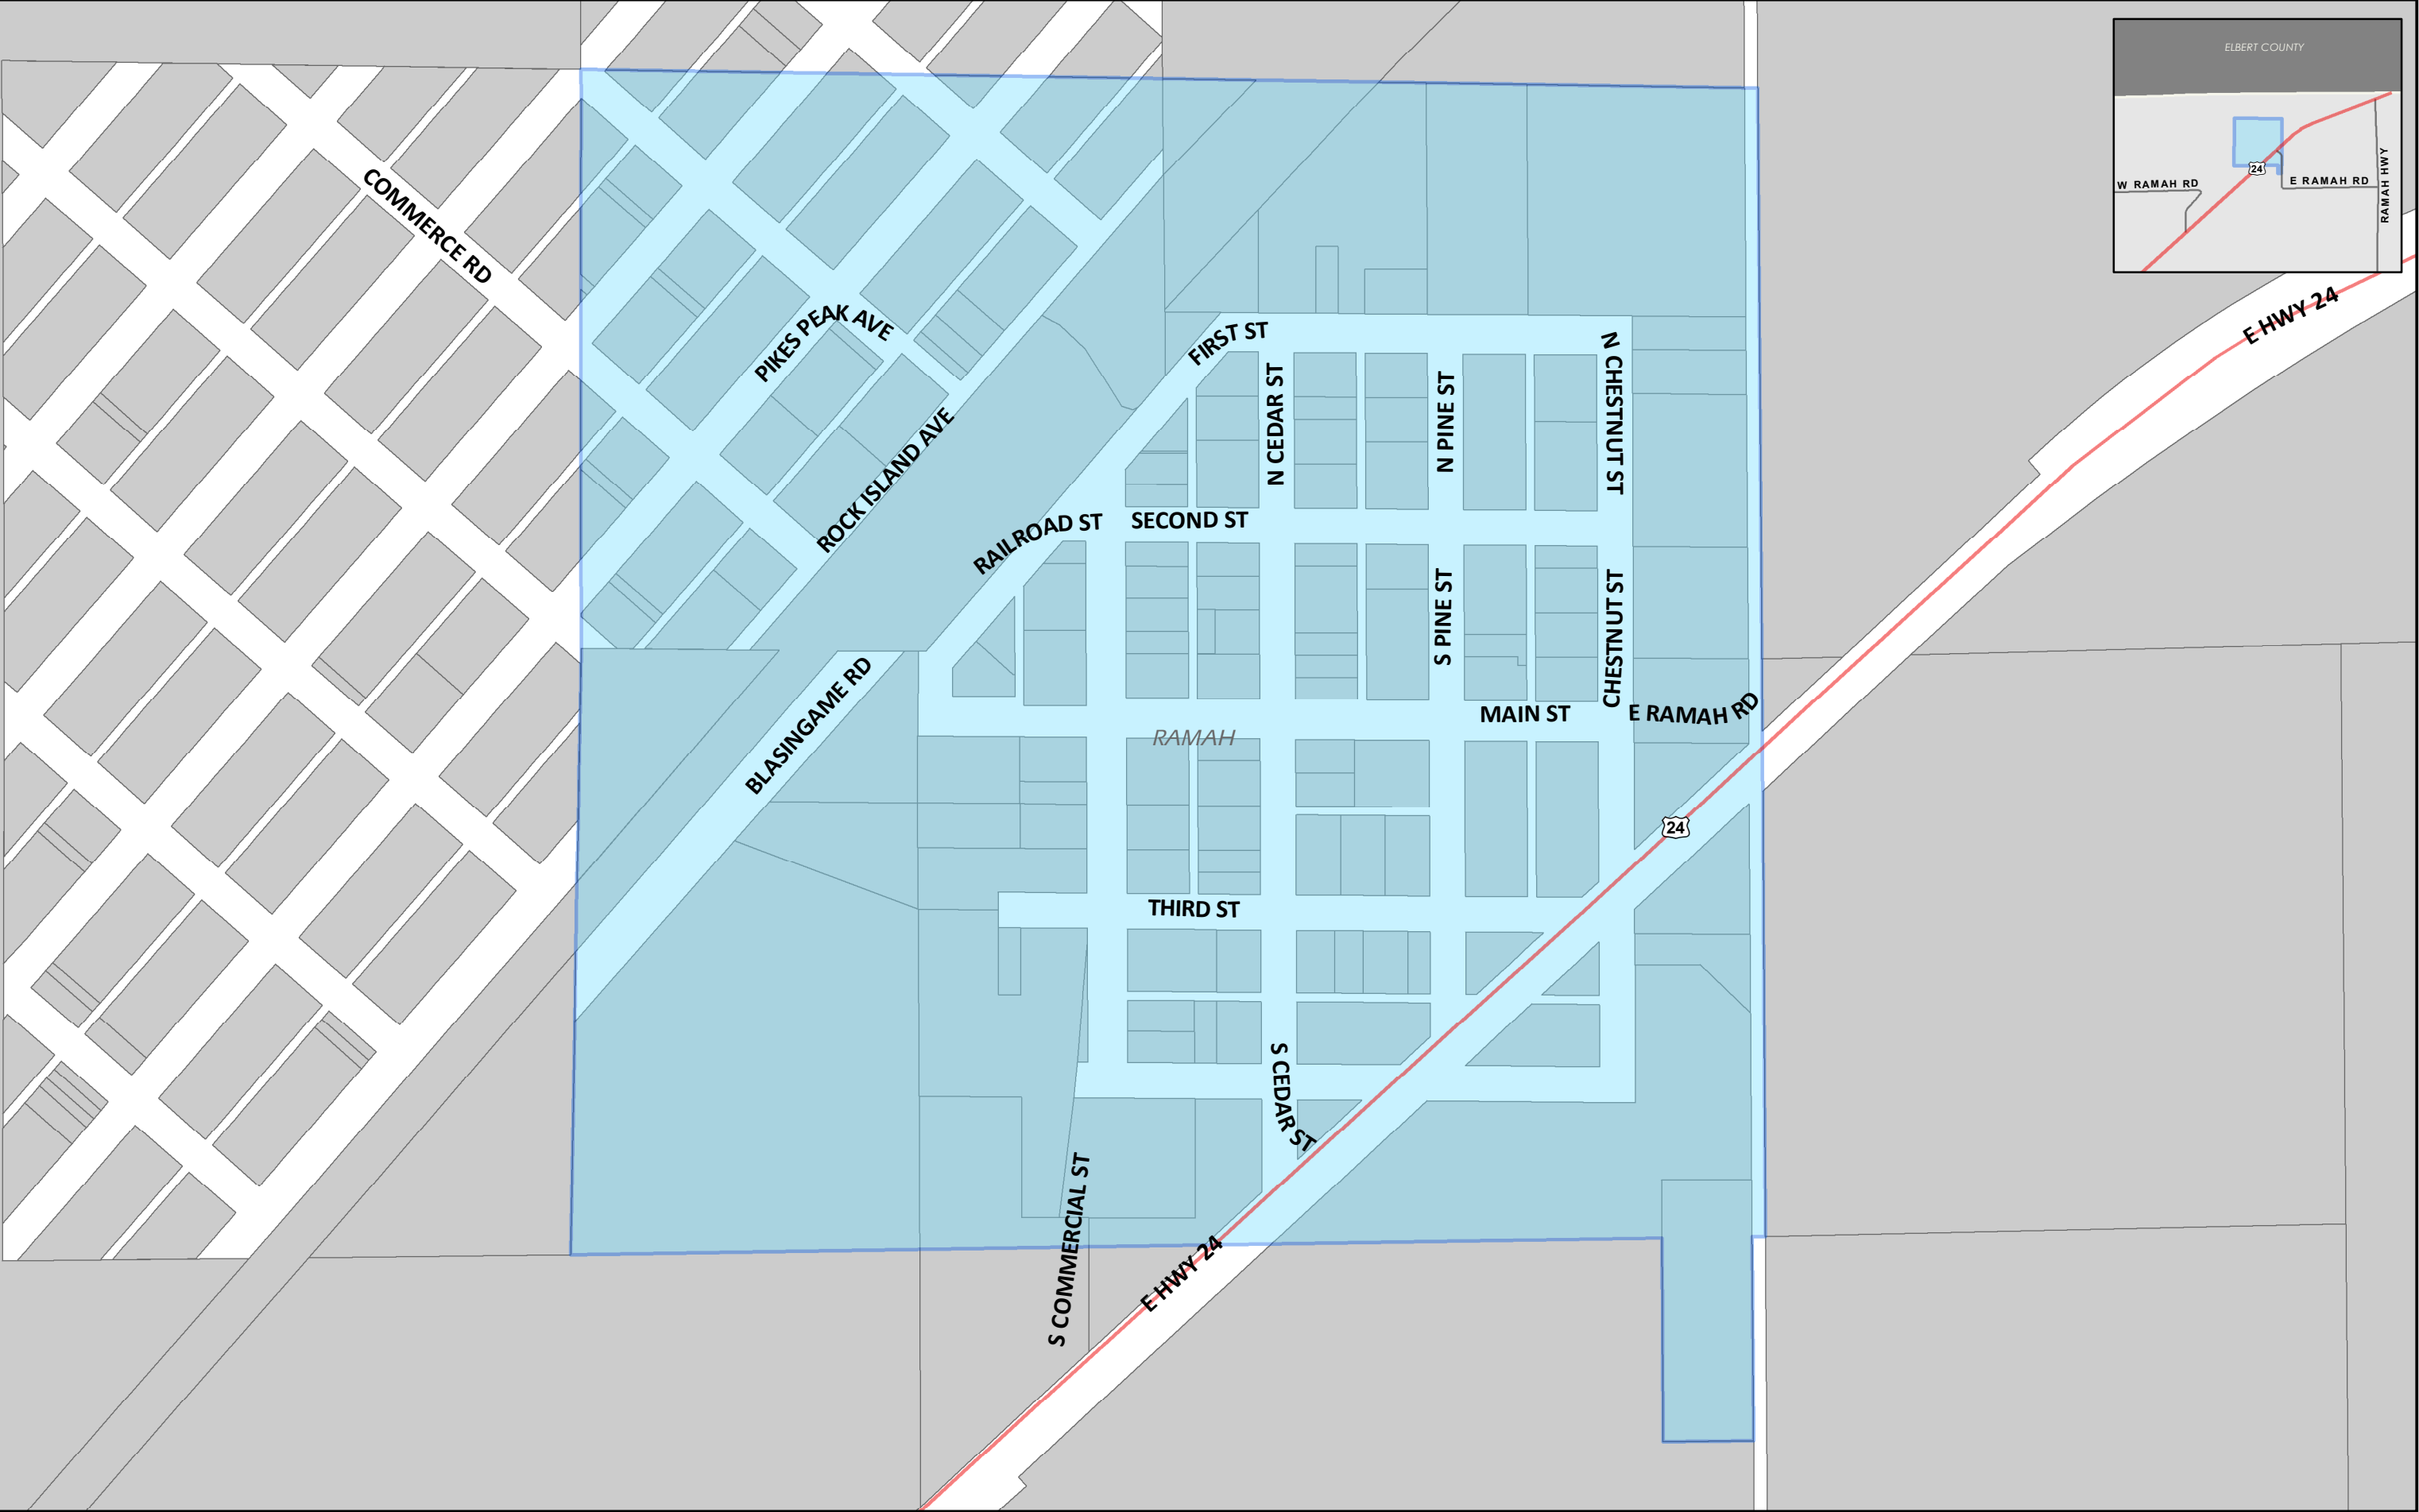 ELBERT COUNTY
W RAMAH RD
24
E RAMAH RD
RAMAH HWY
COMMERCE RD
PIKES PEAK AVE
ROCK ISLAND AVE
FIRST ST
N CEDAR ST
N PINE ST
N CHESTNUT ST
E HWY 24
RAILROAD ST
SECOND ST
S PINE ST
CHESTNUT ST
BLASINGAME RD
RAMAH
MAIN ST
E RAMAH RD
24
THIRD ST
S CEDAR ST
S COMMERCIAL ST
E HWY 24